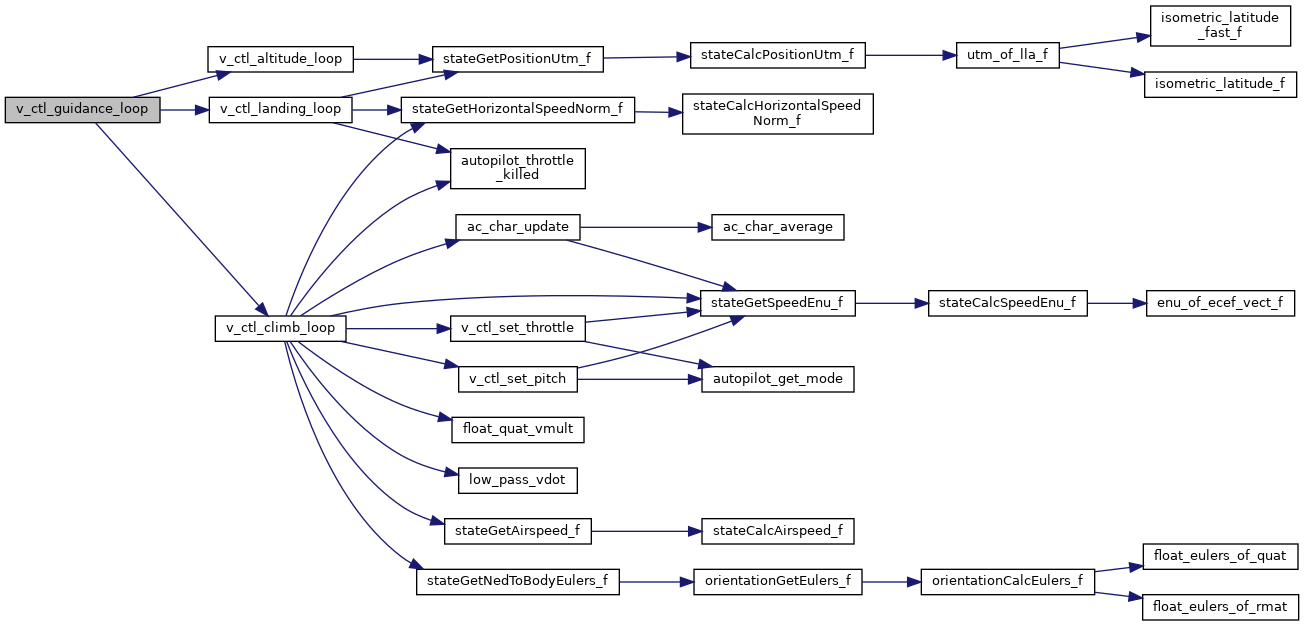 v_ctl_guidance_loop
v_ctl_altitude_loop
v_ctl_landing_loop
v_ctl_climb_loop
stateGetPositionUtm_f
stateGetHorizontalSpeedNorm_f
autopilot_throttle
_killed
ac_char_update
v_ctl_set_throttle
v_ctl_set_pitch
float_quat_vmult
low_pass_vdot
stateGetAirspeed_f
stateGetNedToBodyEulers_f
stateCalcPositionUtm_f
stateCalcHorizontalSpeed
Norm_f
ac_char_average
stateGetSpeedEnu_f
autopilot_get_mode
stateCalcAirspeed_f
orientationGetEulers_f
utm_of_lla_f
stateCalcSpeedEnu_f
orientationCalcEulers_f
isometric_latitude
_fast_f
isometric_latitude_f
enu_of_ecef_vect_f
float_eulers_of_quat
float_eulers_of_rmat